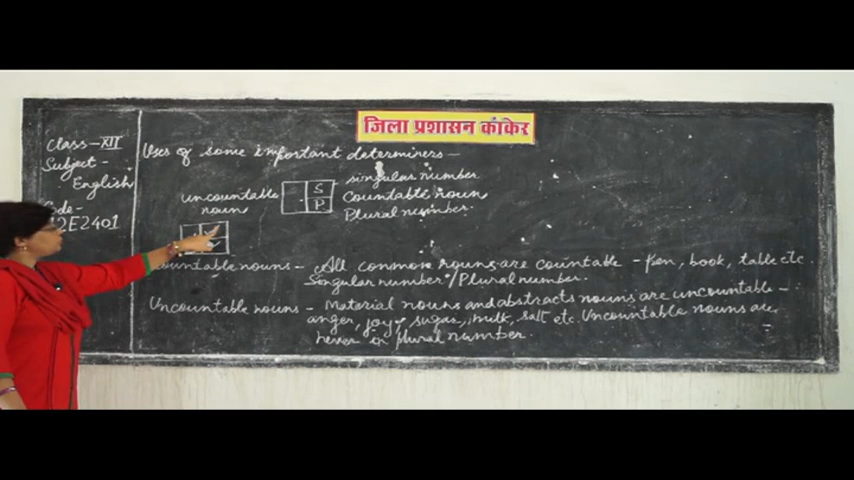 जिला प्रशासन कांकेर
Class - XII
Subject -
English
2E2401
Uses of some important determiners -
uncountable
noun
S
P
singular number
Countable noun
Plural number
Countable nouns - All common nouns are countable - Pen, book, table etc.
Singular number/Plural number.
Uncountable nouns - Material nouns and abstracts nouns are uncountable -
anger, joy, sugar, milk, salt etc. Uncountable nouns are
never in plural number.